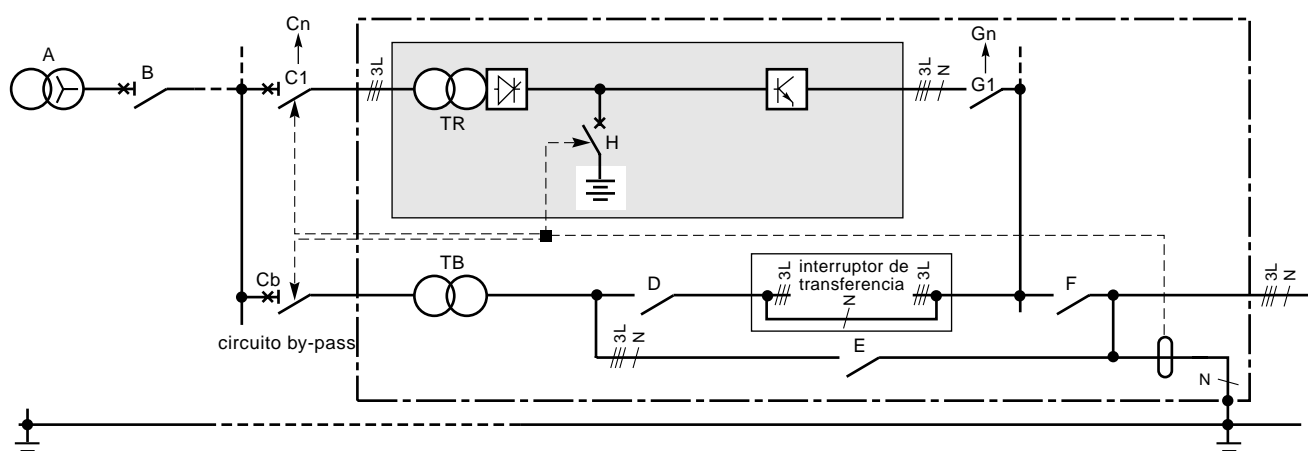 Cn
Gn
A
B
C1
3L
TR
H
3L
N
G1
Cb
TB
D
3L
interruptor de
transferencia
N
3L
F
3L
N
circuito by-pass
3L
N
E
N